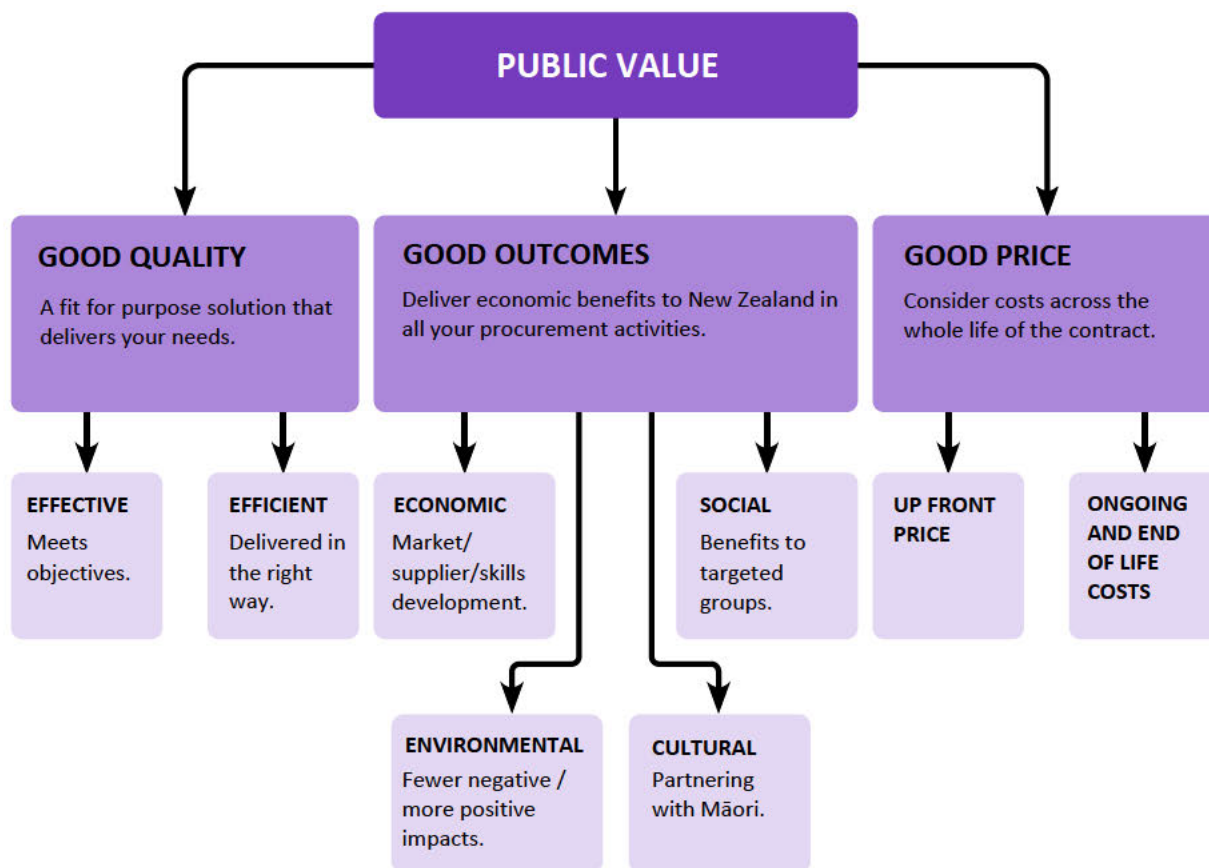 PUBLIC VALUE
GOOD QUALITY
A fit for purpose solution that
delivers your needs.
GOOD OUTCOMES
Deliver economic benefits to New Zealand in
all your procurement activities.
GOOD PRICE
Consider costs across the
whole life of the contract.
EFFECTIVE
Meets
objectives.
EFFICIENT
Delivered in
the right
way.
ECONOMIC
Market/
supplier/skills
development.
SOCIAL
Benefits to
targeted
groups.
UP FRONT
PRICE
ONGOING
AND END
OF LIFE
COSTS
ENVIRONMENTAL
Fewer negative /
more positive
impacts.
CULTURAL
Partnering
with Māori.